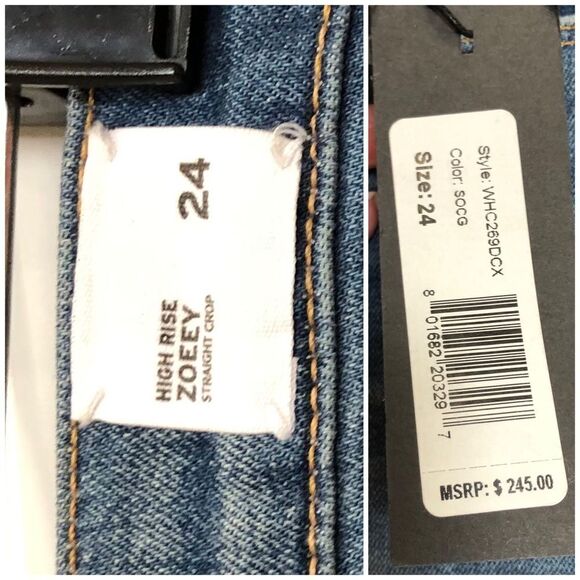 24
HIGH RISE
ZOEEY
STRAIGHT CROP
Style: WHC269DCX
Color: SOCG
Size: 24
8 01682 20329 7
MSRP: $ 245.00